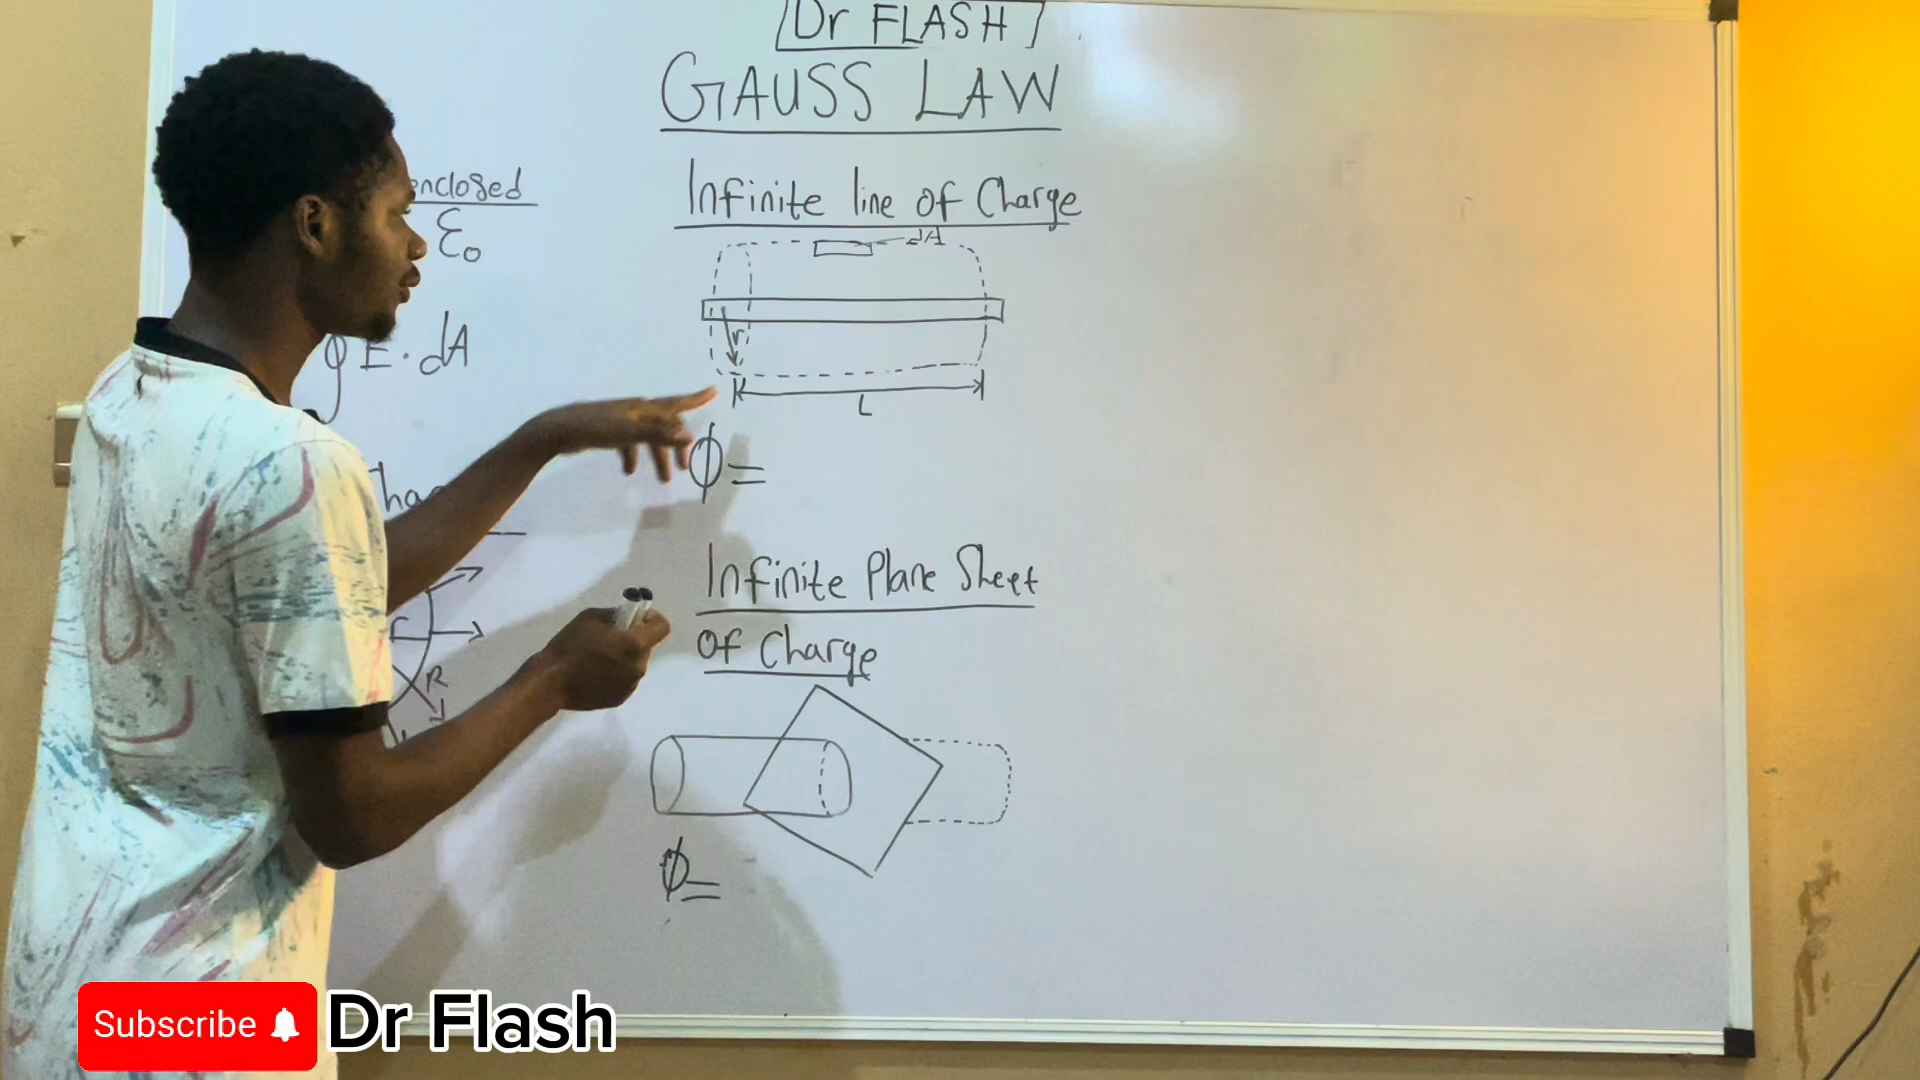 Dr FLASH
GAUSS LAW
enclosed
ε₀
∮ E · dA
r
R
Infinite line of Charge
dA
r
L
ϕ =
Infinite Plane Sheet
Of Charge
ϕ =
Subscribe
Dr Flash